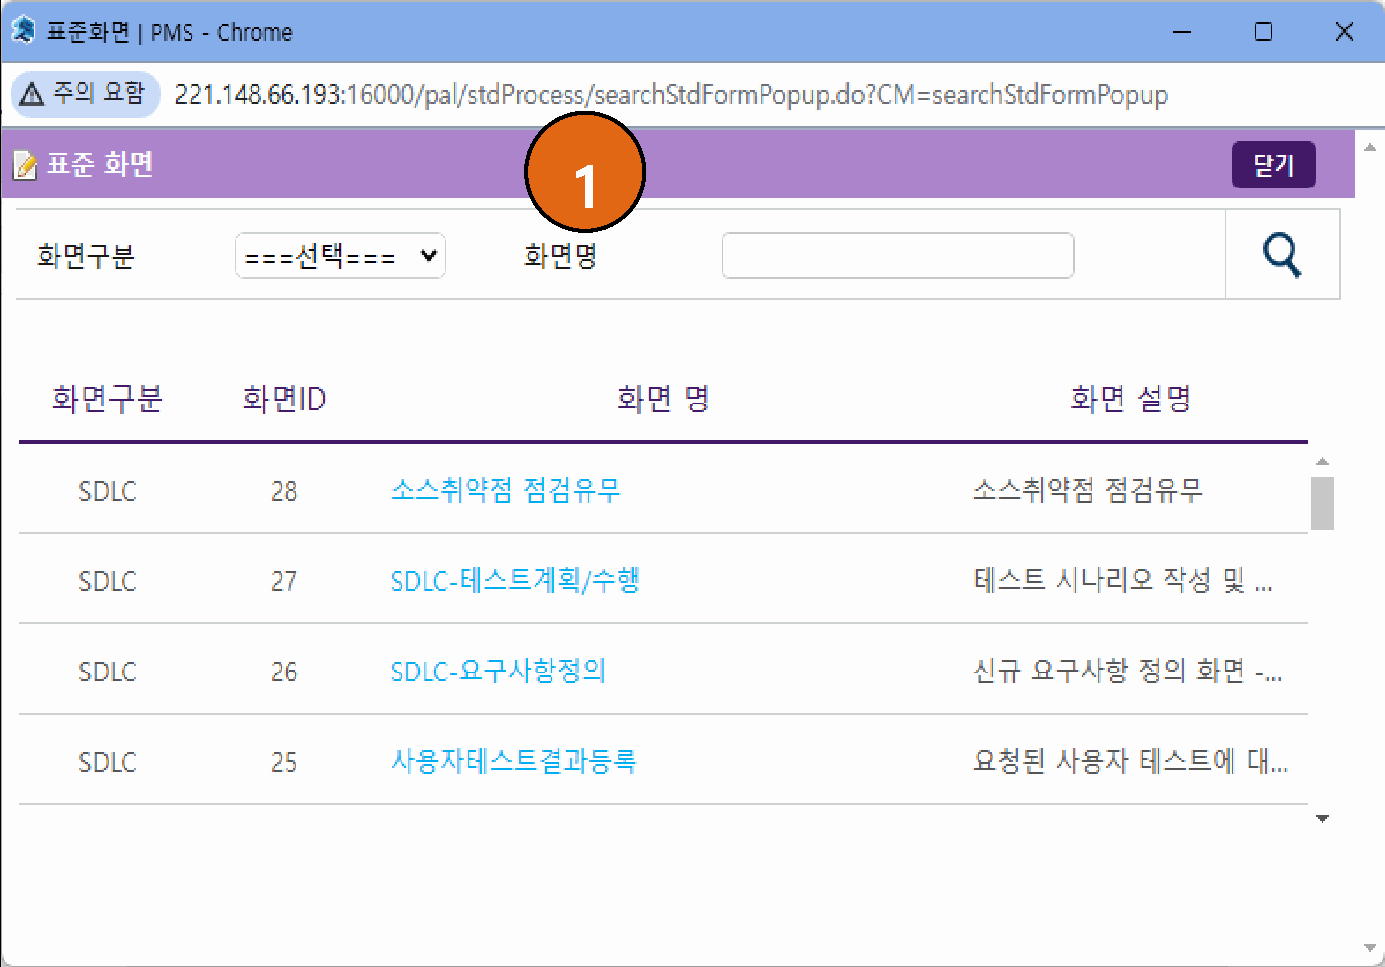 표준화면 | PMS - Chrome
주의 요함 221.148.66.193:16000/pal/stdProcess/searchStdFormPopup.do?CM=searchStdFormPopup
표준 화면 1 닫기
화면구분 ===선택=== 화면명
화면구분 화면ID 화면 명 화면 설명
SDLC 28 소스취약점 점검유무 소스취약점 점검유무
SDLC 27 SDLC-테스트계획/수행 테스트 시나리오 작성 및 ...
SDLC 26 SDLC-요구사항정의 신규 요구사항 정의 화면 -...
SDLC 25 사용자테스트결과등록 요청된 사용자 테스트에 대...